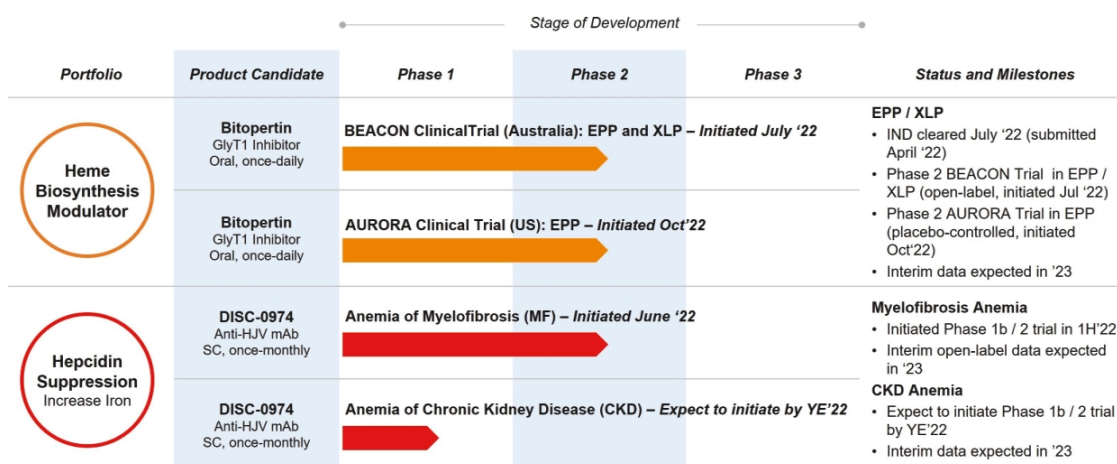 Stage of Development
Portfolio
Product Candidate
Phase 1
Phase 2
Phase 3
Status and Milestones
Heme
Biosynthesis
Modulator
Bitopertin
GlyT1 Inhibitor
Oral, once-daily
BEACON ClinicalTrial (Australia): EPP and XLP – Initiated July ‘22
Bitopertin
GlyT1 Inhibitor
Oral, once-daily
AURORA Clinical Trial (US): EPP – Initiated Oct’22
EPP / XLP
• IND cleared July ‘22 (submitted
April ‘22)
• Phase 2 BEACON Trial in EPP /
XLP (open-label, initiated Jul ‘22)
• Phase 2 AURORA Trial in EPP
(placebo-controlled, initiated
Oct‘22)
• Interim data expected in ’23
Hepcidin
Suppression
Increase Iron
DISC-0974
Anti-HJV mAb
SC, once-monthly
Anemia of Myelofibrosis (MF) – Initiated June ‘22
DISC-0974
Anti-HJV mAb
SC, once-monthly
Anemia of Chronic Kidney Disease (CKD) – Expect to initiate by YE’22
Myelofibrosis Anemia
• Initiated Phase 1b / 2 trial in 1H’22
• Interim open-label data expected
in ‘23
CKD Anemia
• Expect to initiate Phase 1b / 2 trial
by YE’22
• Interim data expected in ’23